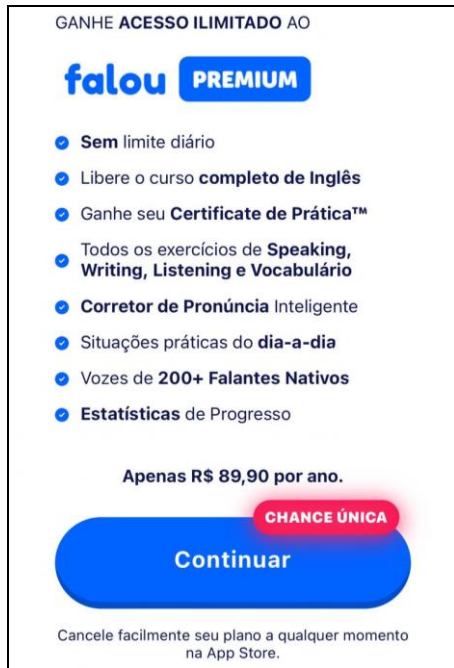 GANHE ACESSO ILIMITADO AO
falou PREMIUM
Sem limite diário
Libere o curso completo de Inglês
Ganhe seu Certificate de Prática™
Todos os exercícios de Speaking,
Writing, Listening e Vocabulário
Corretor de Pronúncia Inteligente
Situações práticas do dia-a-dia
Vozes de 200+ Falantes Nativos
Estatísticas de Progresso
Apenas R$ 89,90 por ano.
CHANCE ÚNICA
Continuar
Cancele facilmente seu plano a qualquer momento
na App Store.